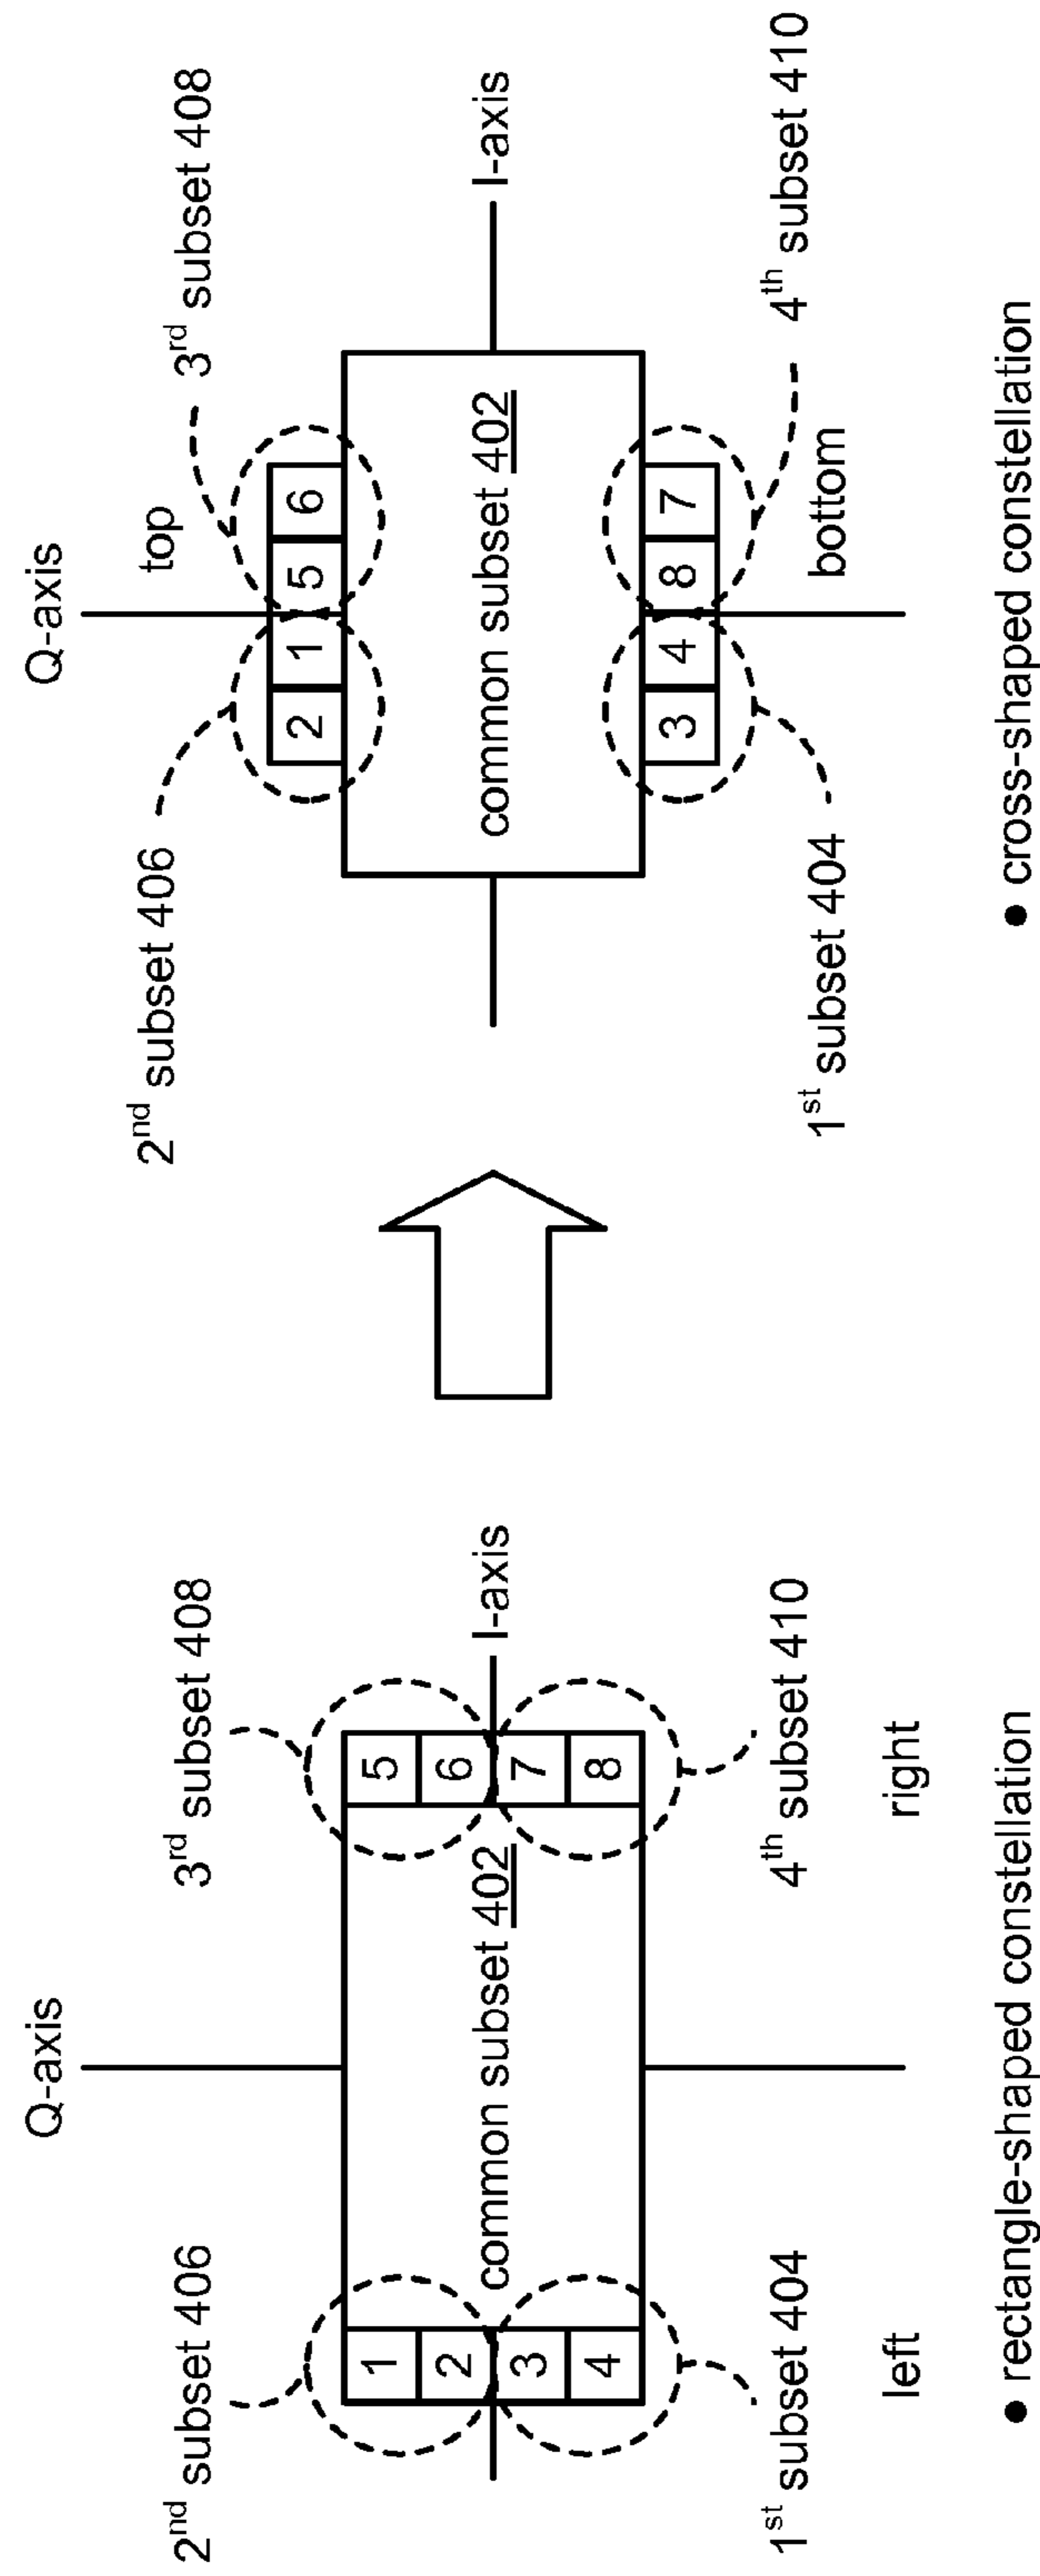 Q-axis
2nd subset 406
3rd subset 408
1
2
3
4
common subset 402
5
6
7
8
I-axis
1st subset 404
4th subset 410
left
right
• rectangle-shaped constellation
Q-axis
top
2nd subset 406
3rd subset 408
2 1 5 6
common subset 402
I-axis
3 4 8 7
1st subset 404
4th subset 410
bottom
• cross-shaped constellation